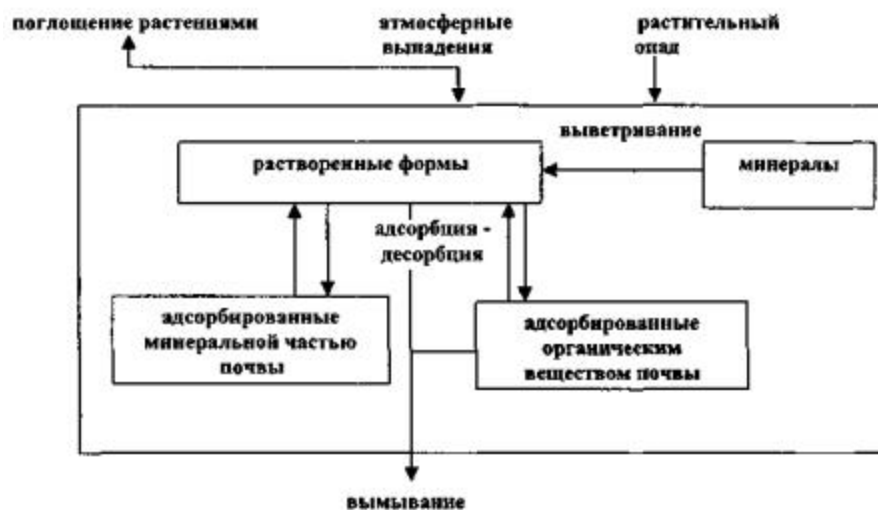 поглощение растениями
атмосферные
выпадения
растительный
опад
выветривание
растворенные формы
минералы
адсорбция -
десорбция
адсорбированные
минеральной частью
почвы
адсорбированные
органическим
веществом почвы
вымывание